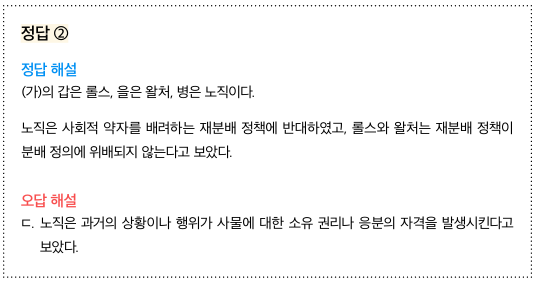 정답 ②
정답 해설
(가)의 갑은 롤스, 을은 왈처, 병은 노직이다.
노직은 사회적 약자를 배려하는 재분배 정책에 반대하였고, 롤스와 왈처는 재분배 정책이
분배 정의에 위배되지 않는다고 보았다.
오답 해설
ㄷ. 노직은 과거의 상황이나 행위가 사물에 대한 소유 권리나 응분의 자격을 발생시킨다고
보았다.